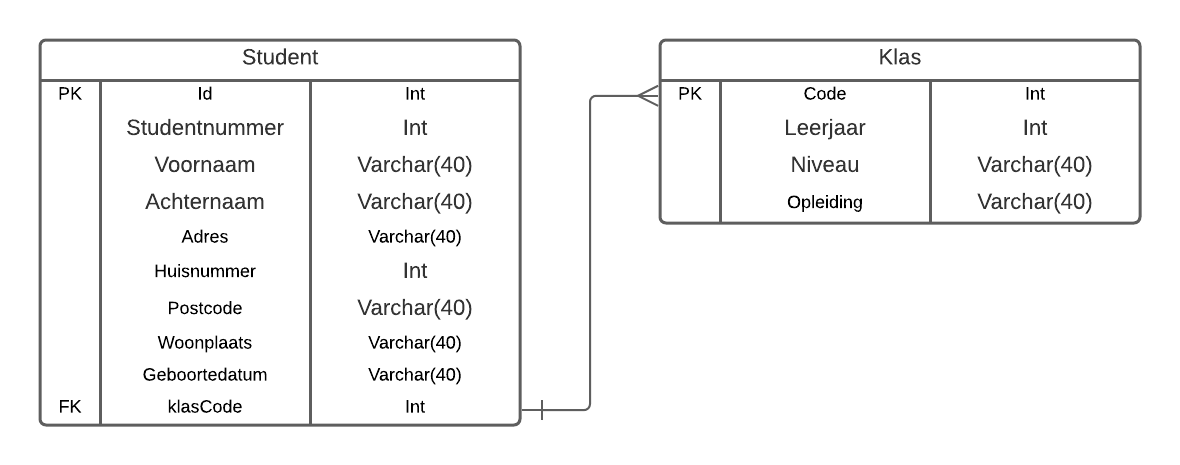 Student
PK Id Int
Studentnummer Int
Voornaam Varchar(40)
Achternaam Varchar(40)
Adres Varchar(40)
Huisnummer Int
Postcode Varchar(40)
Woonplaats Varchar(40)
Geboortedatum Varchar(40)
FK klasCode Int
Klas
PK Code Int
Leerjaar Int
Niveau Varchar(40)
Opleiding Varchar(40)